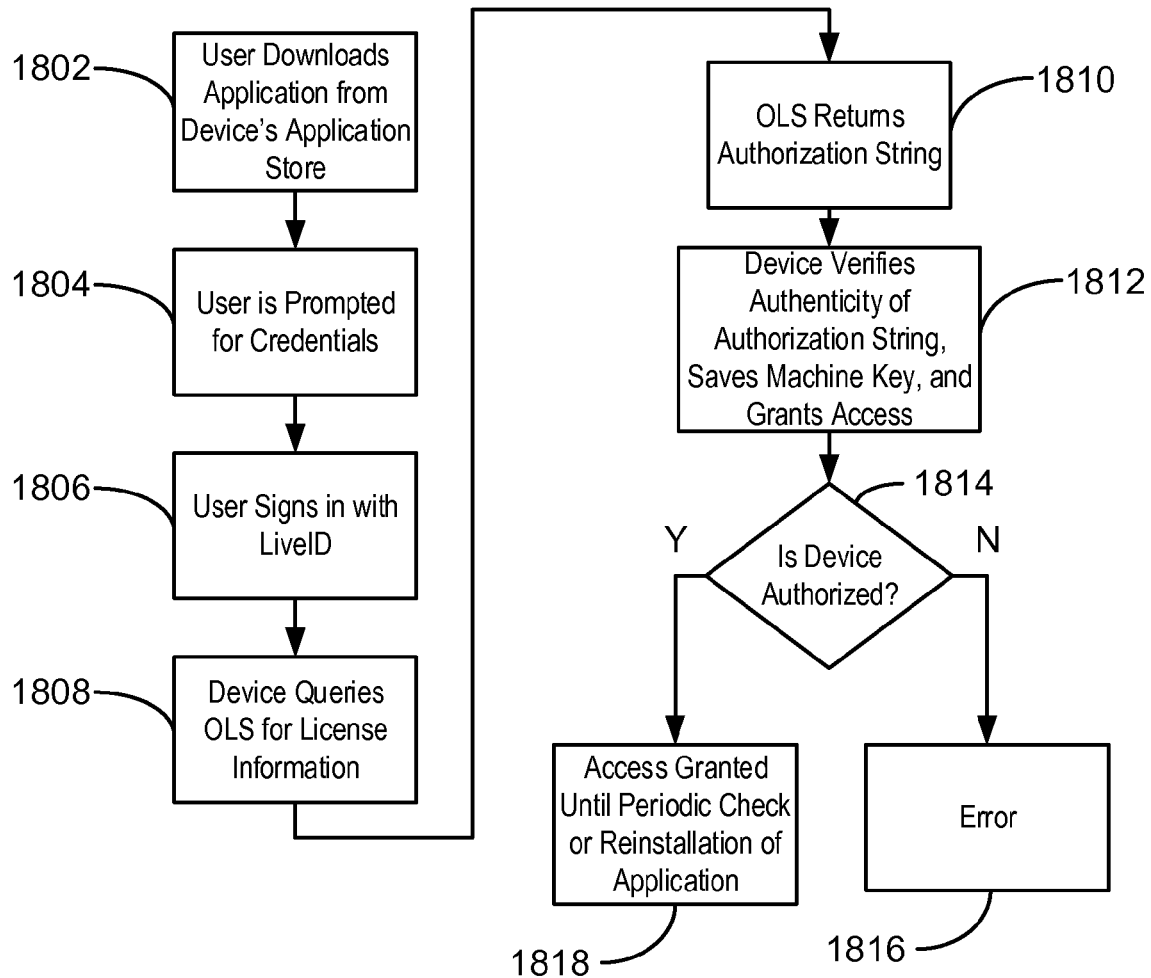 1802
User Downloads
Application from
Device's Application
Store
1804
User is Prompted
for Credentials
1806
User Signs in with
LiveID
1808
Device Queries
OLS for License
Information
1810
OLS Returns
Authorization String
1812
Device Verifies
Authenticity of
Authorization String,
Saves Machine Key, and
Grants Access
1814
Is Device
Authorized?
Y
N
Access Granted
Until Periodic Check
or Reinstallation of
Application
1818
Error
1816